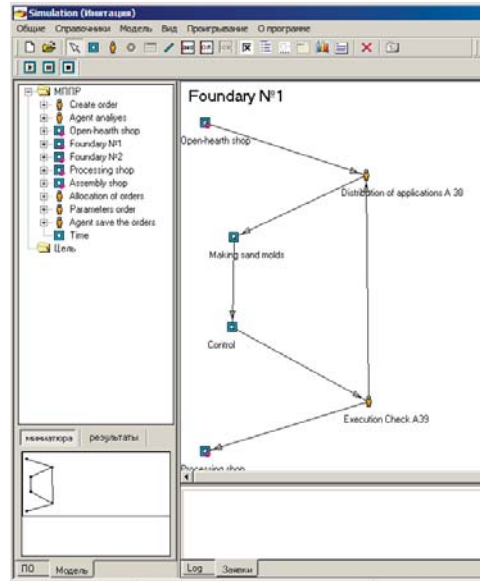 Simulation (Имитация)
Общие Справочники Модель Вид Проигрывание О программе
МППР
Create order
Agent analyes
Open-hearth shop
Foundary №1
Foundary №2
Processing shop
Assembly shop
Allocation of orders
Parameters order
Agent save the orders
Time
Цель
миниатюра результаты
ПО Модель
Foundary №1
Open-hearth shop
Distribution of applications A 38
Making sand molds
Control
Execution Check A39
Processing shop
Log Заявки